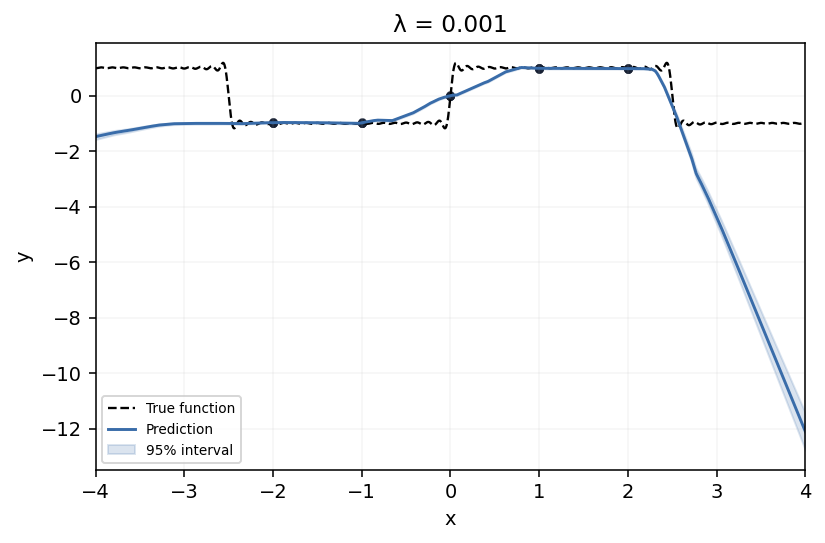 λ = 0.001
y
0
−2
−4
−6
−8
−10
−12
True function
Prediction
95% interval
−4 −3 −2 −1 0 1 2 3 4
x